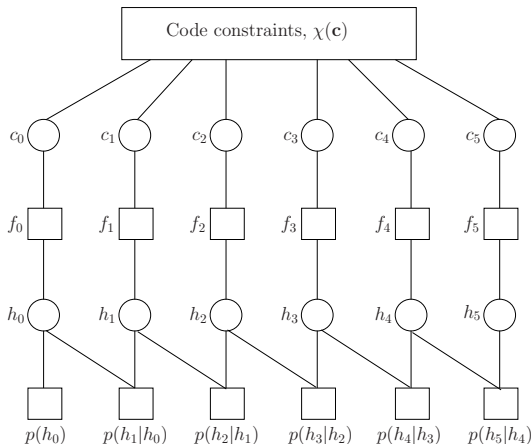 Code constraints, χ(𝐜)
c₀ c₁ c₂ c₃ c₄ c₅
f₀ f₁ f₂ f₃ f₄ f₅
h₀ h₁ h₂ h₃ h₄ h₅
p(h₀) p(h₁|h₀) p(h₂|h₁) p(h₃|h₂) p(h₄|h₃) p(h₅|h₄)